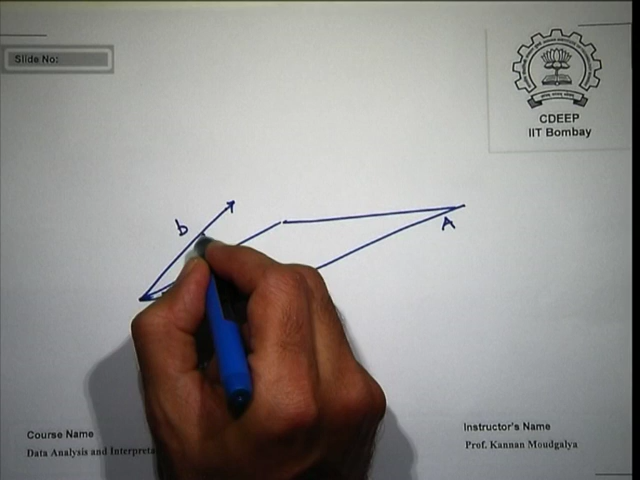 Slide No:
CDEEP
IIT Bombay
b
A
Course Name
Data Analysis and Interpreta
Instructor's Name
Prof. Kannan Moudgalya